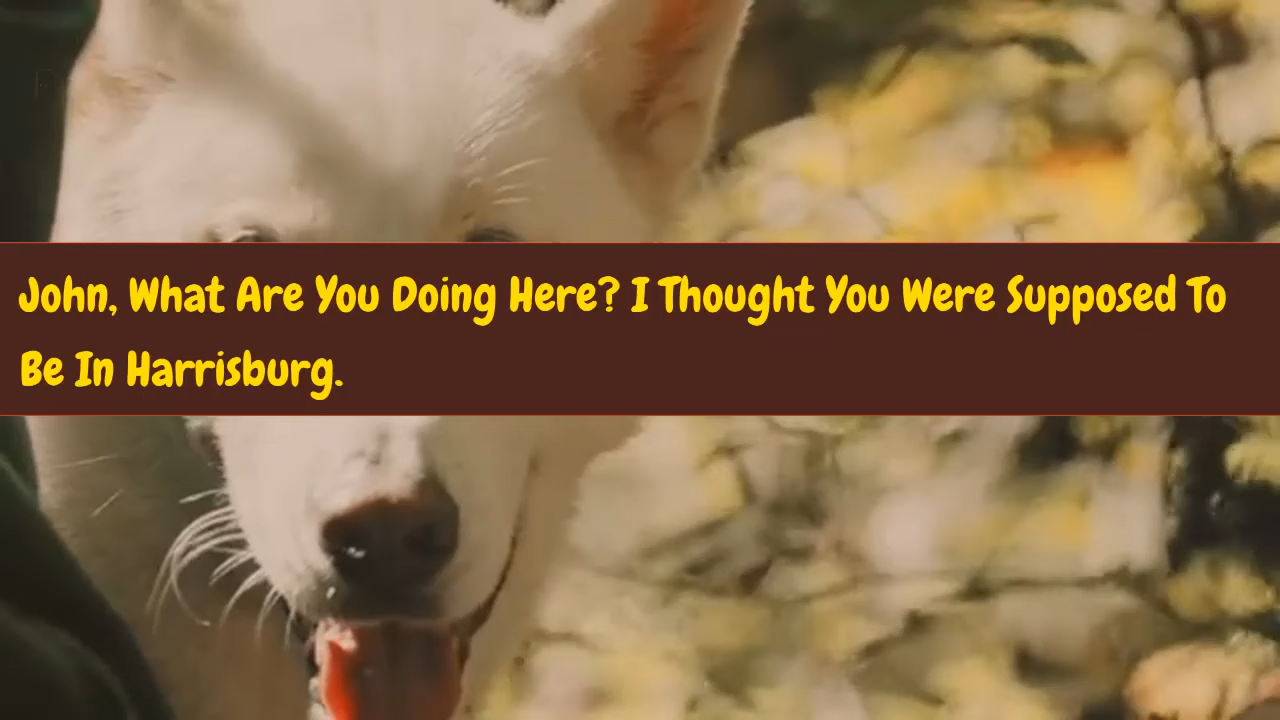 John, What Are You Doing Here? I Thought You Were Supposed To
Be In Harrisburg.